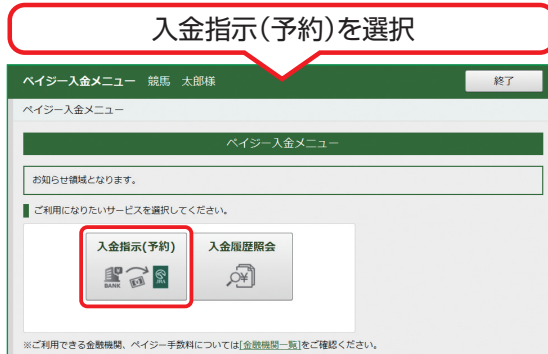 入金指示(予約)を選択
ペイジー入金メニュー 競馬 太郎様 終了
ペイジー入金メニュー
ペイジー入金メニュー
お知らせ領域となります。
ご利用になりたいサービスを選択してください。
入金指示(予約) 入金履歴照会
BANK JRA
※ご利用できる金融機関、ペイジー手数料については[金融機関一覧]をご確認ください。